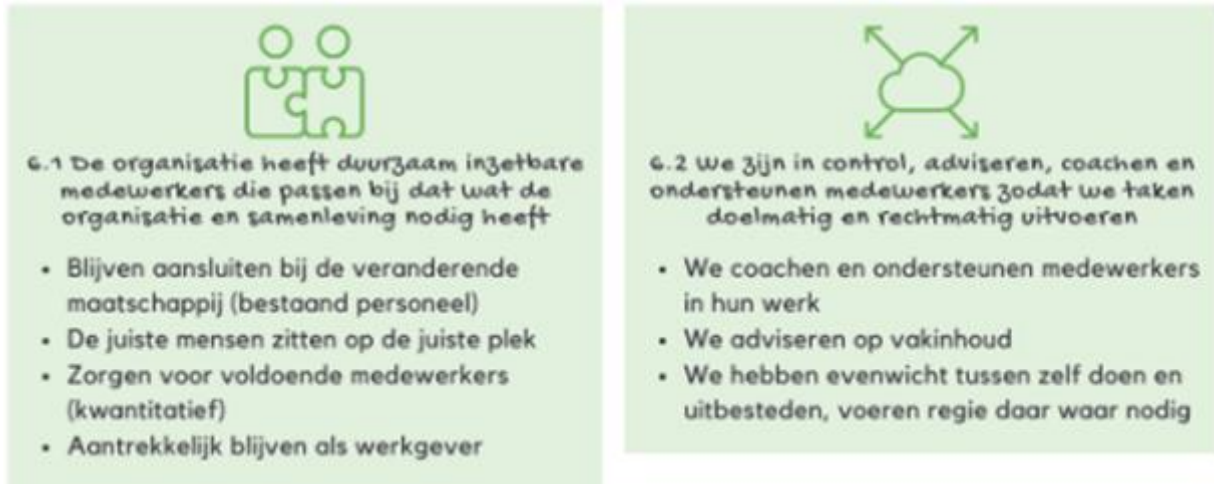 6.1 De organisatie heeft duurzaam inzetbare
medewerkers die passen bij dat wat de
organisatie en samenleving nodig heeft
• Blijven aansluiten bij de veranderende
maatschappij (bestaand personeel)
• De juiste mensen zitten op de juiste plek
• Zorgen voor voldoende medewerkers
(kwantitatief)
• Aantrekkelijk blijven als werkgever
6.2 We zijn in control, adviseren, coachen en
ondersteunen medewerkers zodat we taken
doelmatig en rechtmatig uitvoeren
• We coachen en ondersteunen medewerkers
in hun werk
• We adviseren op vakinhoud
• We hebben evenwicht tussen zelf doen en
uitbesteden, voeren regie daar waar nodig